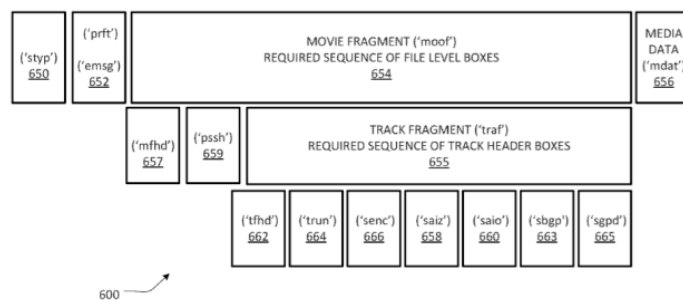 ('styp')
650
('prft')
('emsg')
652
MOVIE FRAGMENT ('moof')
REQUIRED SEQUENCE OF FILE LEVEL BOXES
654
MEDIA
DATA
('mdat')
656
('mfhd')
657
('pssh')
659
TRACK FRAGMENT ('traf')
REQUIRED SEQUENCE OF TRACK HEADER BOXES
655
('tfhd')
662
('trun')
664
('senc')
666
('saiz')
658
('saio')
660
('sbgp')
663
('sgpd')
665
600